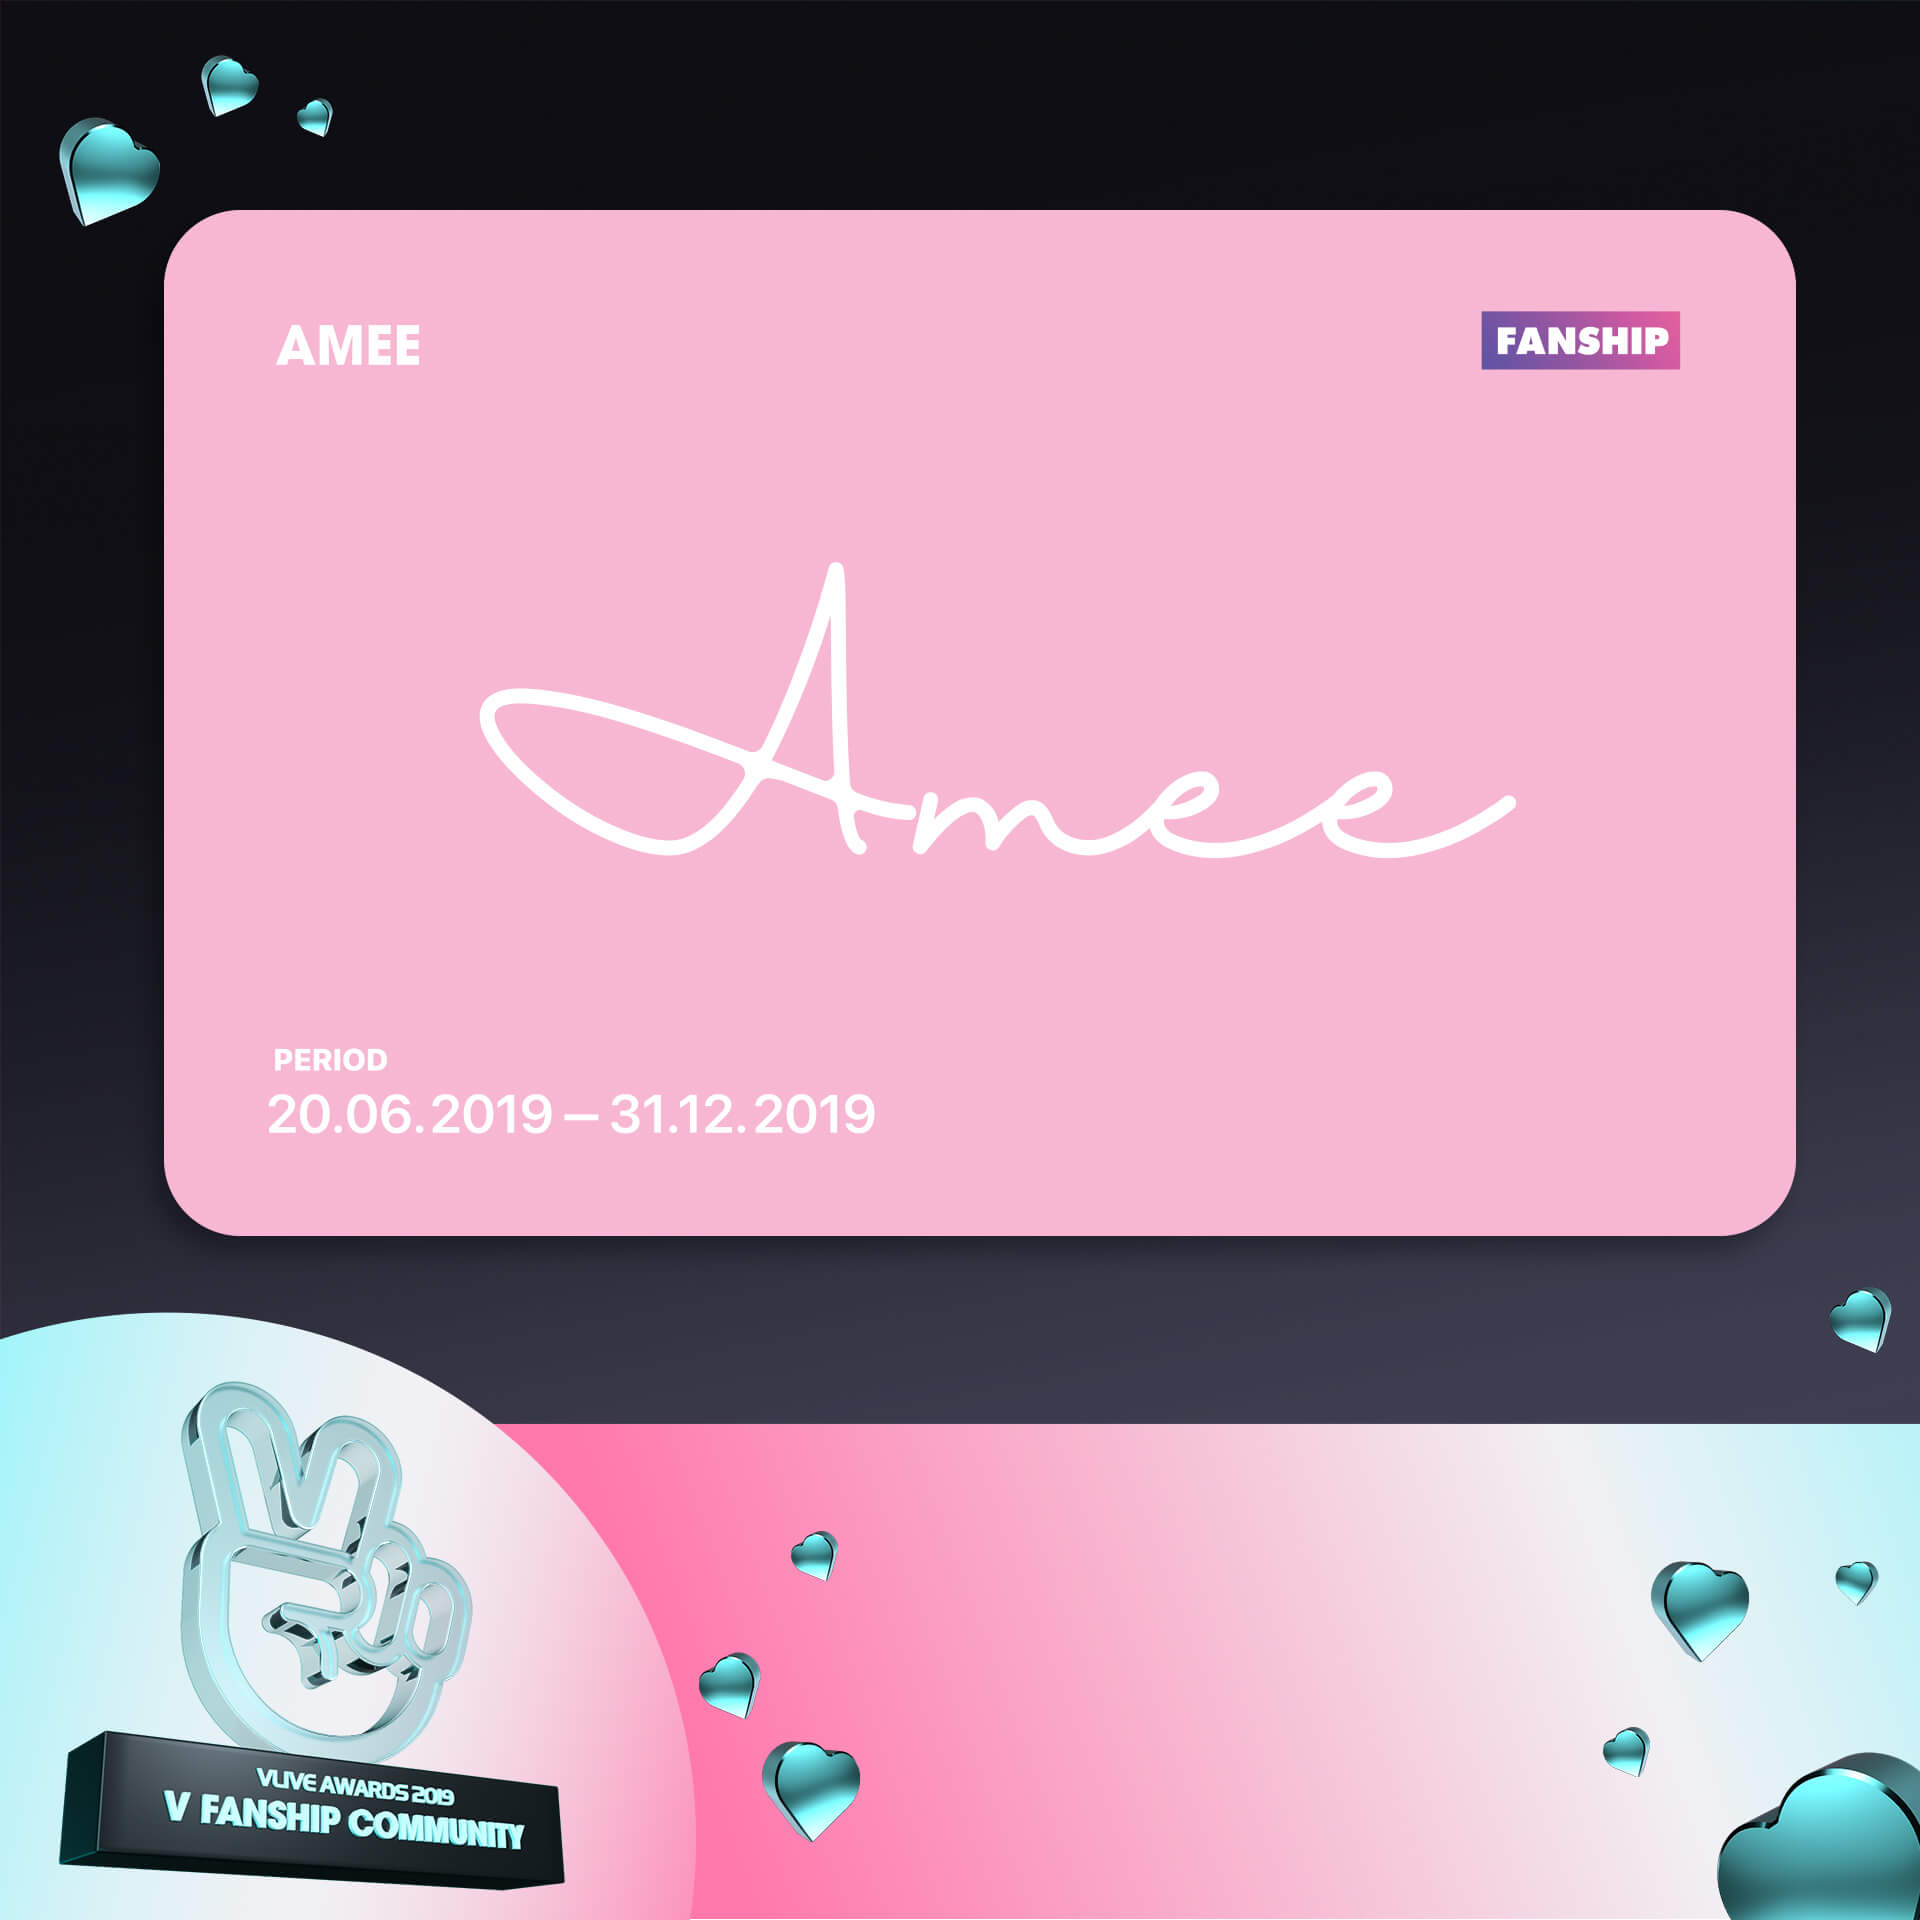 AMEE
FANSHIP
Amee
PERIOD
20.06.2019 — 31.12.2019
VLIVE AWARDS 2019
V FANSHIP COMMUNITY